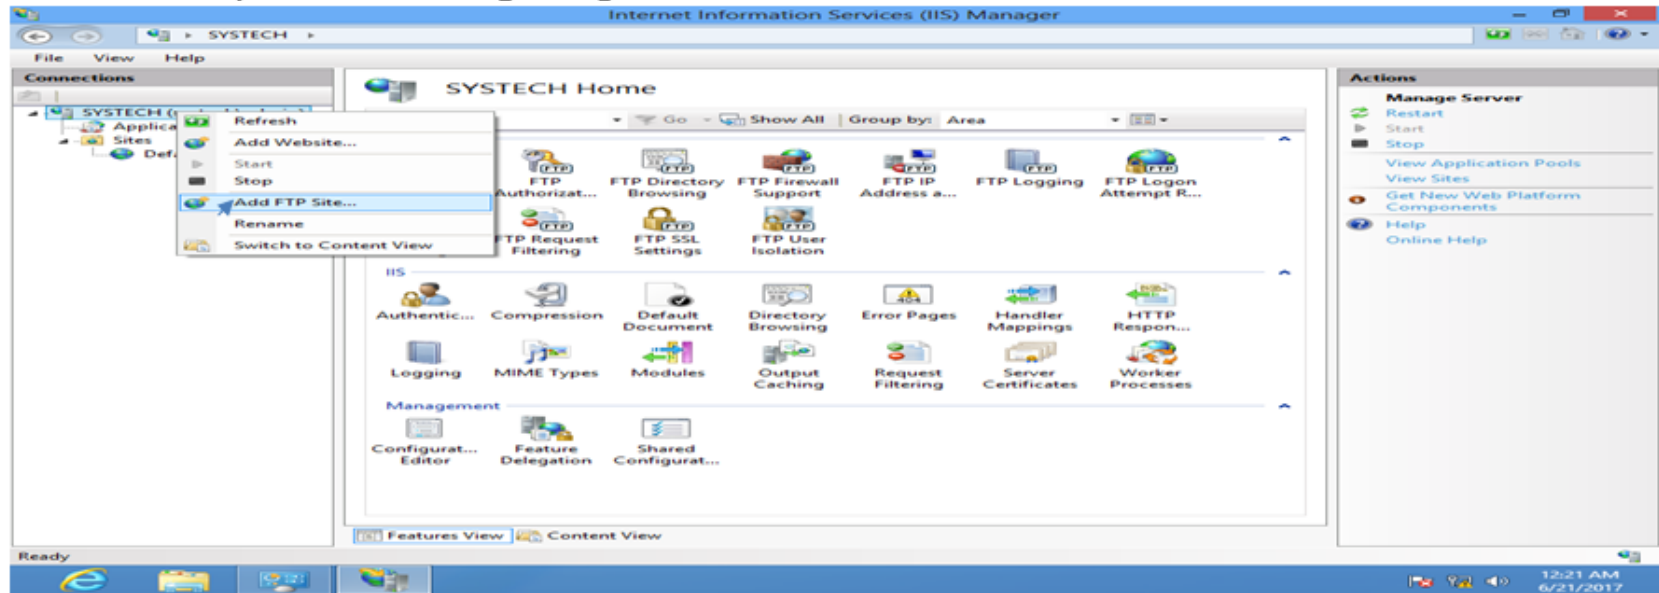 Internet Information Services (IIS) Manager
SYSTECH
File View Help
Connections
SYSTECH
Applica
Sites
Defa
Refresh
Add Website...
Start
Stop
Add FTP Site...
Rename
Switch to Content View
SYSTECH Home
Go Show All Group by: Area
FTP Authorizat...
FTP Directory Browsing
FTP Firewall Support
FTP IP Address a...
FTP Logging
FTP Logon Attempt R...
FTP Request Filtering
FTP SSL Settings
FTP User Isolation
IIS
Authentic...
Compression
Default Document
Directory Browsing
Error Pages
Handler Mappings
HTTP Respon...
Logging
MIME Types
Modules
Output Caching
Request Filtering
Server Certificates
Worker Processes
Management
Configurat... Editor
Feature Delegation
Shared Configurat...
Features View Content View
Actions
Manage Server
Restart
Start
Stop
View Application Pools
View Sites
Get New Web Platform
Components
Help
Online Help
Ready
12:21 AM
6/21/2017